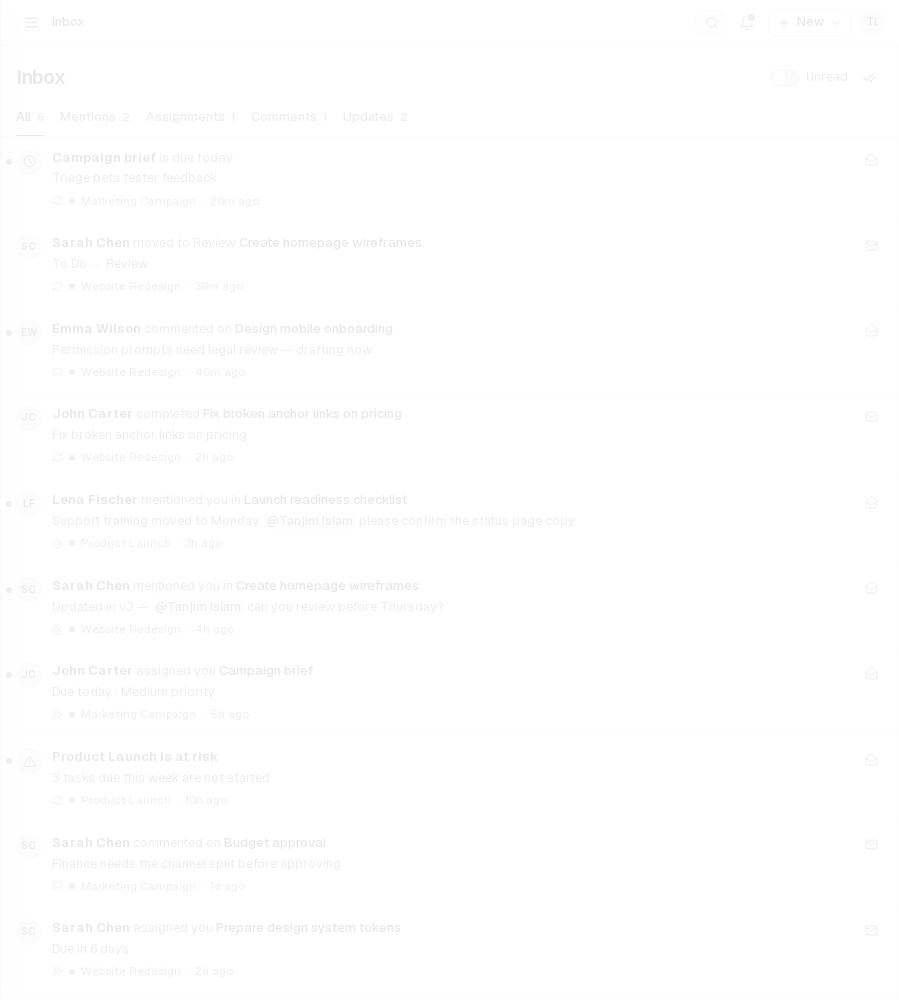 Inbox
New
TI
Inbox
Unread
All 6 Mentions 2 Assignments 1 Comments 1 Updates 2
Campaign brief is due today
Triage beta tester feedback
Marketing Campaign · 20m ago
SC
Sarah Chen moved to Review Create homepage wireframes
To Do → Review
Website Redesign · 38m ago
EW
Emma Wilson commented on Design mobile onboarding
Permission prompts need legal review — drafting now.
Website Redesign · 40m ago
JC
John Carter completed Fix broken anchor links on pricing
Fix broken anchor links on pricing
Website Redesign · 2h ago
LF
Lena Fischer mentioned you in Launch readiness checklist
Support training moved to Monday @Tanjim Islam please confirm the status page copy.
Product Launch · 3h ago
SC
Sarah Chen mentioned you in Create homepage wireframes
Updated in v3 — @Tanjim Islam can you review before Thursday?
Website Redesign · 4h ago
JC
John Carter assigned you Campaign brief
Due today · Medium priority
Marketing Campaign · 5h ago
Product Launch is at risk
3 tasks due this week are not started
Product Launch · 10h ago
SC
Sarah Chen commented on Budget approval
Finance needs the channel split before approving.
Marketing Campaign · 1d ago
SC
Sarah Chen assigned you Prepare design system tokens
Due in 6 days
Website Redesign · 2d ago